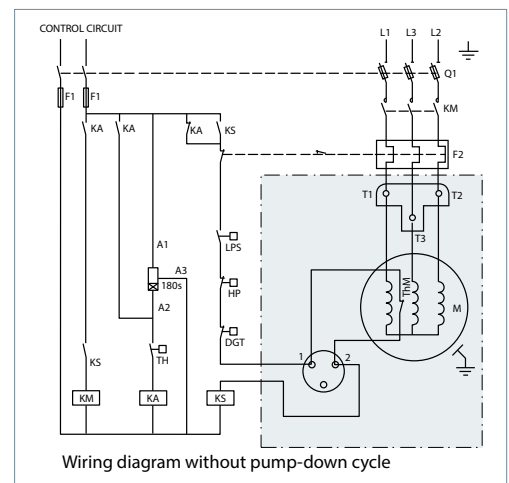 CONTROL CIRCUIT
L1 L3 L2
Q1
F1 F1
KM
KA KA KA KS
F2
T1 T2
T3
A1
LPS
A3
180s
HP
ThM
M
A2
DGT
1 2
KS TH
KM KA KS
Wiring diagram without pump-down cycle